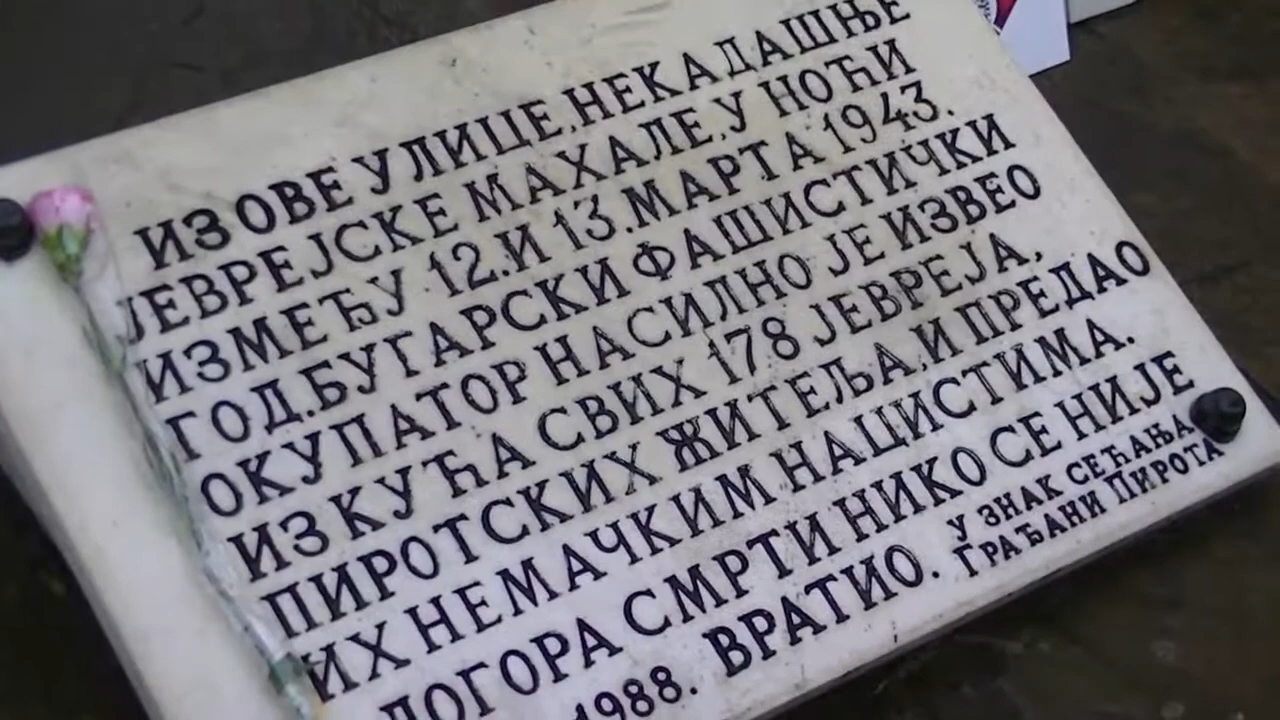 ИЗ ОВЕ УЛИЦЕ, НЕКАДАШЊЕ
ЈЕВРЕЈСКЕ МАХАЛЕ, У НОЋИ
ИЗМЕЂУ 12. И 13. МАРТА 1943.
ГОД. БУГАРСКИ ФАШИСТИЧКИ
ОКУПАТОР НАСИЛНО ЈЕ ИЗВЕО
ИЗ КУЋА СВИХ 178 ЈЕВРЕЈА,
ПИРОТСКИХ ЖИТЕЉА, И ПРЕДАО
ИХ НЕМАЧКИМ НАЦИСТИМА.
ЛОГОРА СМРТИ НИКО СЕ НИЈЕ
1988. ВРАТИО.
У ЗНАК СЕЋАЊА
ГРАЂАНИ ПИРОТА